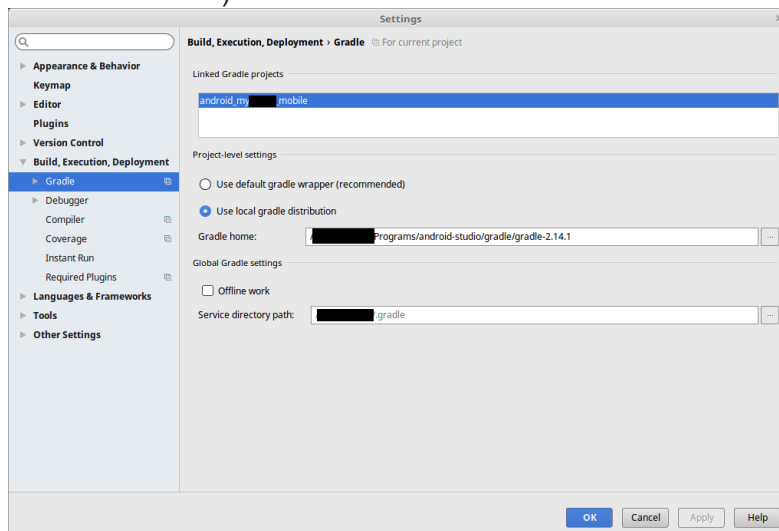 )
Settings
Build, Execution, Deployment › Gradle For current project
Appearance & Behavior
Keymap
Editor
Plugins
Version Control
Build, Execution, Deployment
Gradle
Debugger
Compiler
Coverage
Instant Run
Required Plugins
Languages & Frameworks
Tools
Other Settings
Linked Gradle projects
android_my mobile
Project-level settings
Use default gradle wrapper (recommended)
Use local gradle distribution
Gradle home: / Programs/android-studio/gradle/gradle-2.14.1 ...
Global Gradle settings
Offline work
Service directory path: / /.gradle ...
OK Cancel Apply Help